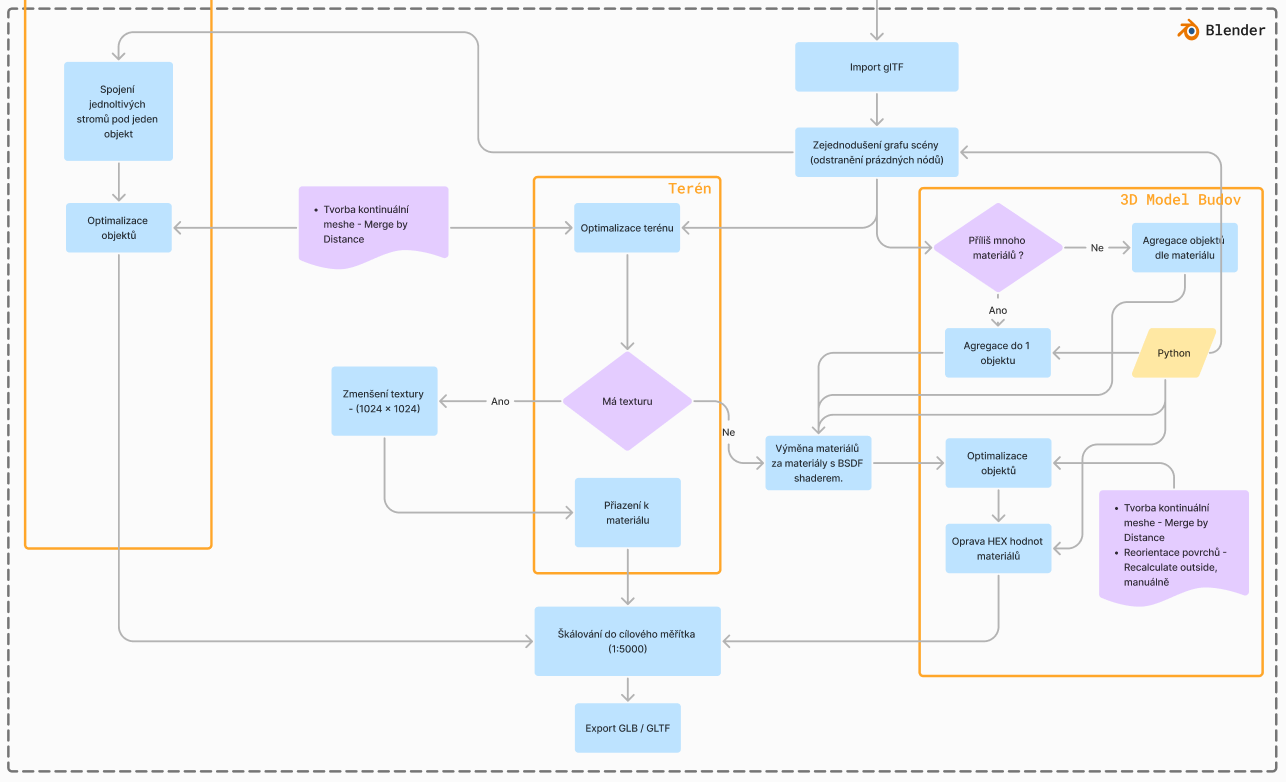 Blender
Import glTF
Spojení
jednoltivých
stromů pod jeden
objekt
Zejednodušení grafu scény
(odstranění prázdných nódů)
Terén
3D Model Budov
Optimalizace
objektů
• Tvorba kontinuální
meshe - Merge by
Distance
Optimalizace terénu
Příliš mnoho
materiálů ?
Ne
Agregace objektů
dle materiálu
Ano
Agregace do 1
objektu
Python
Zmenšení textury
- (1024 × 1024)
Ano
Má texturu
Ne
Výměna materiálů
za materiály s BSDF
shaderem.
Optimalizace
objektů
Přiazení k
materiálu
Oprava HEX hodnot
materiálů
• Tvorba kontinuální
meshe - Merge by
Distance
• Reorientace povrchů -
Recalculate outside,
manuálně
Škálování do cílového měřítka
(1:5000)
Export GLB / GLTF